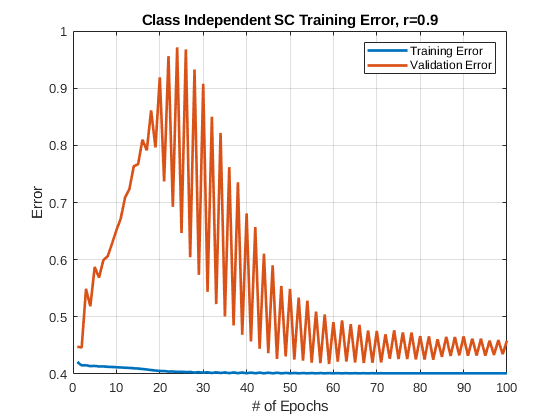 Class Independent SC Training Error, r=0.9
Training Error
Validation Error
1
0.9
0.8
0.7
0.6
0.5
0.4
Error
0 10 20 30 40 50 60 70 80 90 100
# of Epochs